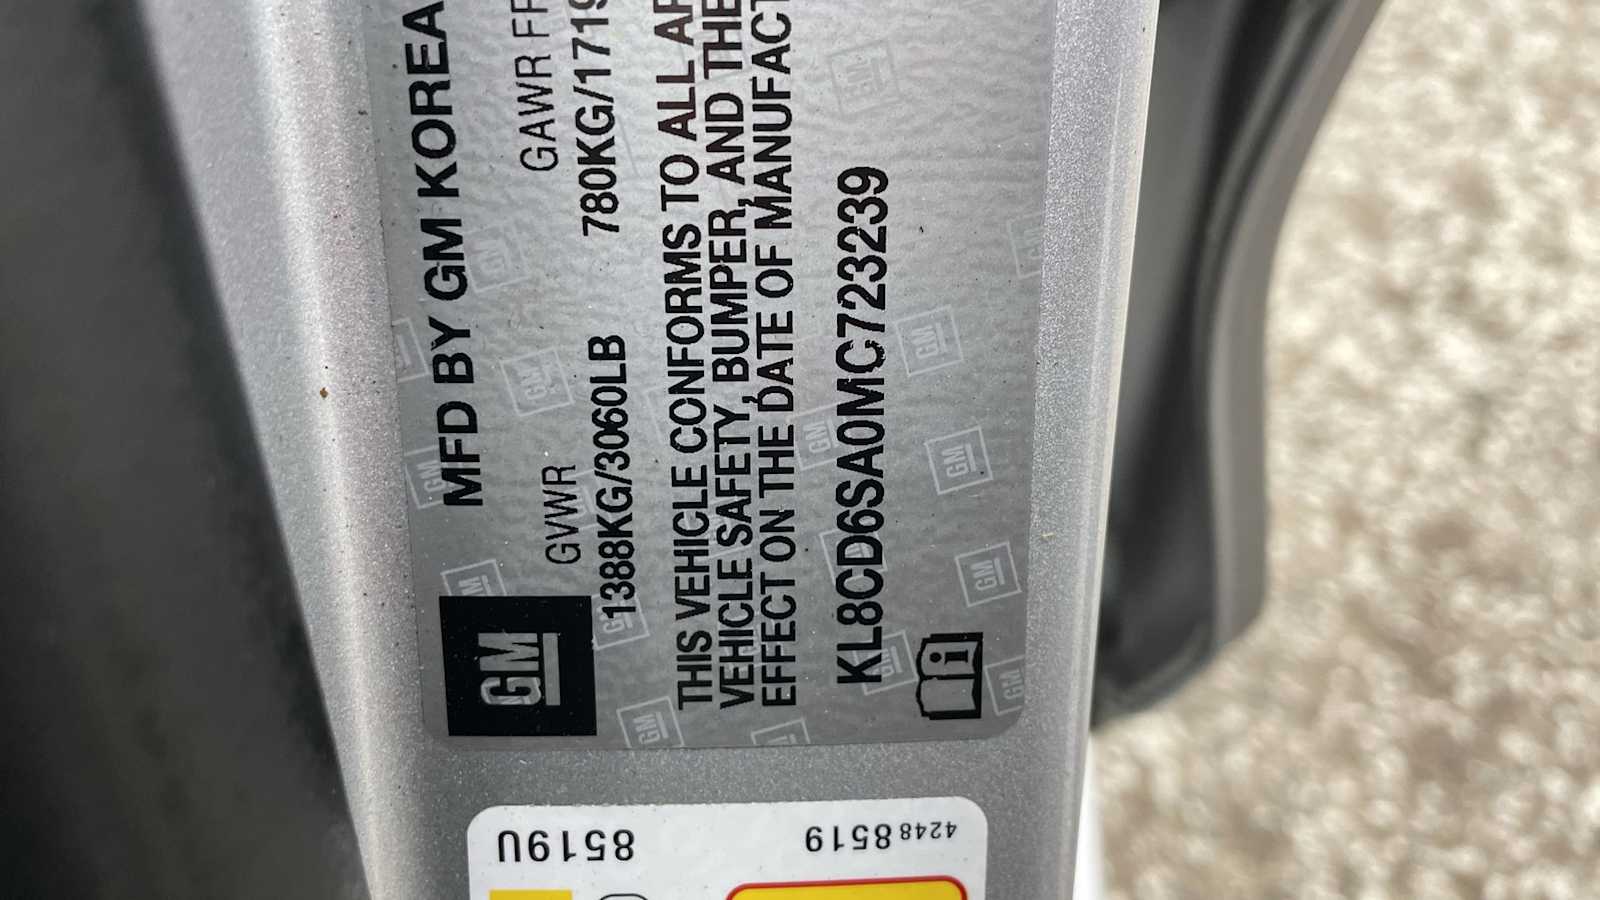 MFD BY GM KOREA
GVWR GAWR
1388KG/3060LB 780KG/1719
THIS VEHICLE CONFORMS TO ALL
VEHICLE SAFETY, BUMPER, AND THE
EFFECT ON THE DATE OF MANUFACT
KL8CD6SA0MC723239
GM
8519U
42488519